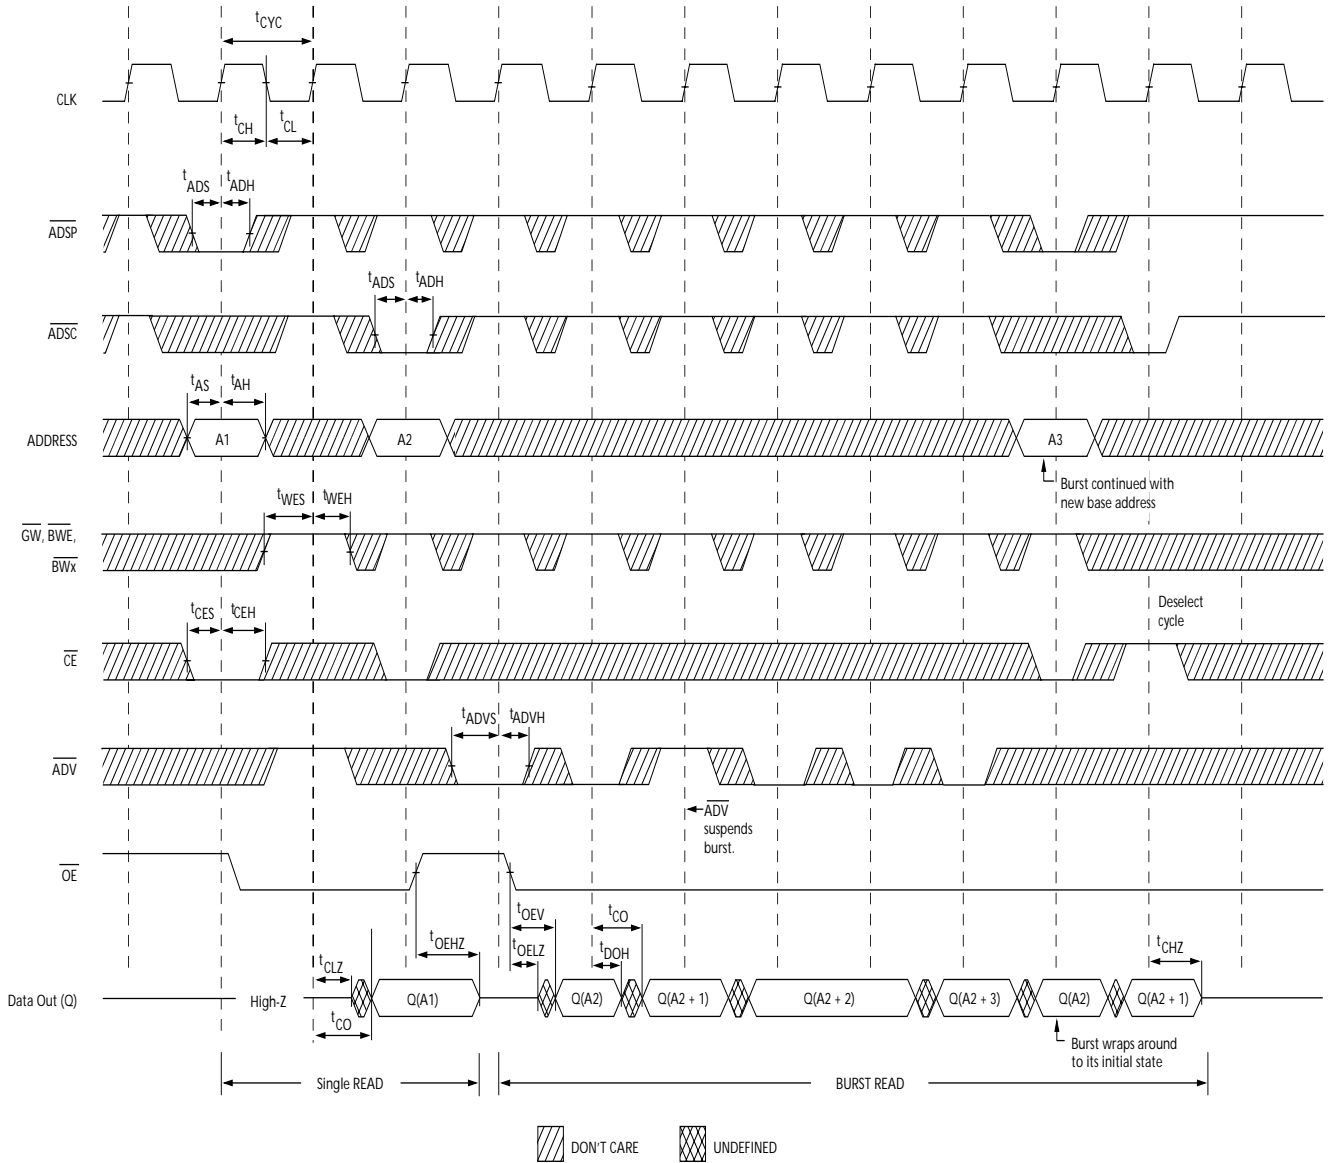 tCYC
CLK
tCH
tCL
tADS
tADH
ADSP
tADS
tADH
ADSC
tAS
tAH
ADDRESS
A1
A2
A3
Burst continued with
new base address
tWES
tWEH
GW, BWE,
BWx
Deselect
cycle
tCES
tCEH
CE
tADVS
tADVH
ADV
ADV
suspends
burst.
OE
tOEV
tCO
tOEHZ
tOELZ
tDOH
tCHZ
tCLZ
Data Out (Q)
High-Z
Q(A1)
Q(A2)
Q(A2 + 1)
Q(A2 + 2)
Q(A2 + 3)
Q(A2)
Q(A2 + 1)
tCO
Burst wraps around
to its initial state
Single READ
BURST READ
DON'T CARE
UNDEFINED